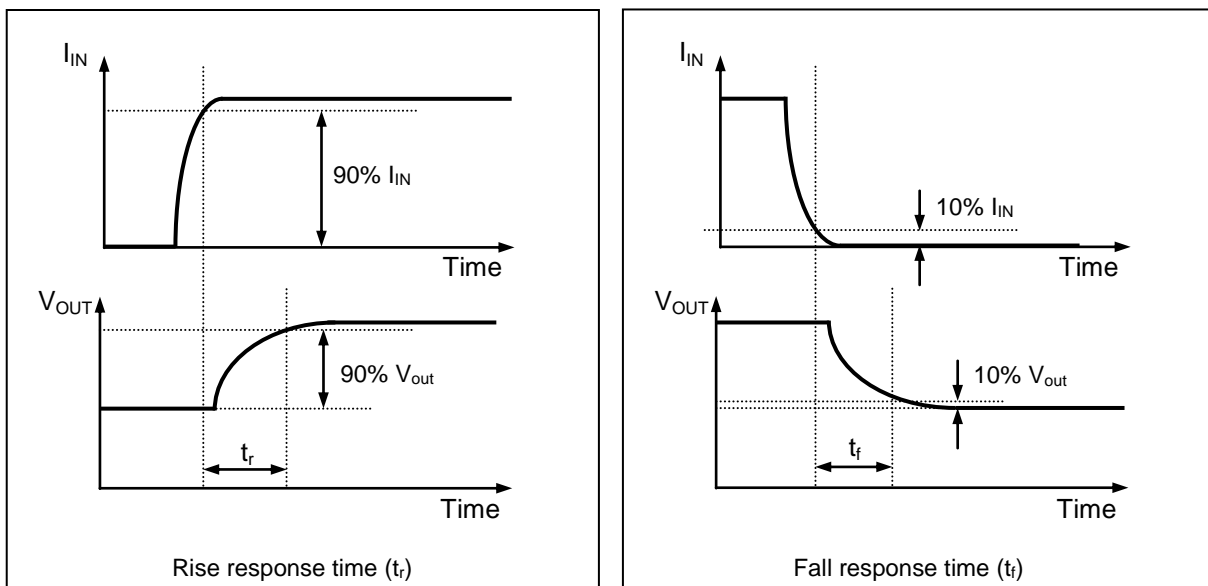 I_IN
90% I_IN
Time
V_OUT
90% V_out
t_r
Time
Rise response time (t_r)
I_IN
10% I_IN
Time
V_OUT
10% V_out
t_f
Time
Fall response time (t_f)